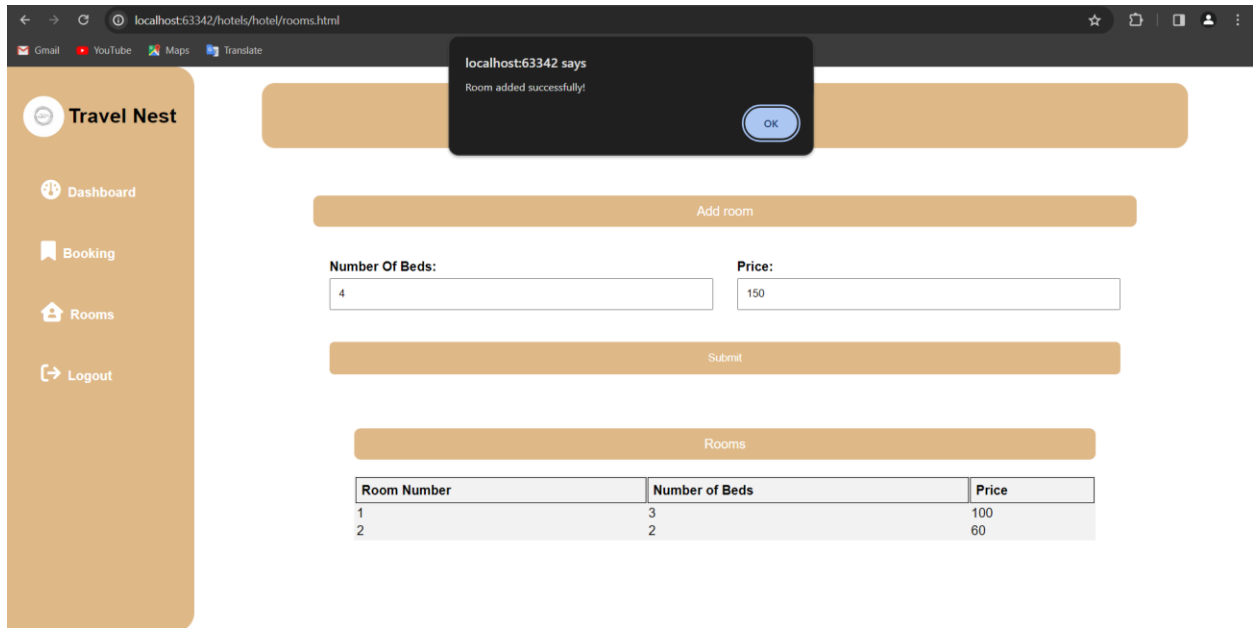 localhost:63342/hotels/hotel/rooms.html
Gmail YouTube Maps Translate
localhost:63342 says
Room added successfully!
OK
Travel Nest
Dashboard
Booking
Rooms
Logout
Add room
Number Of Beds: Price:
4 150
Submit
Rooms
Room Number Number of Beds Price
1 3 100
2 2 60